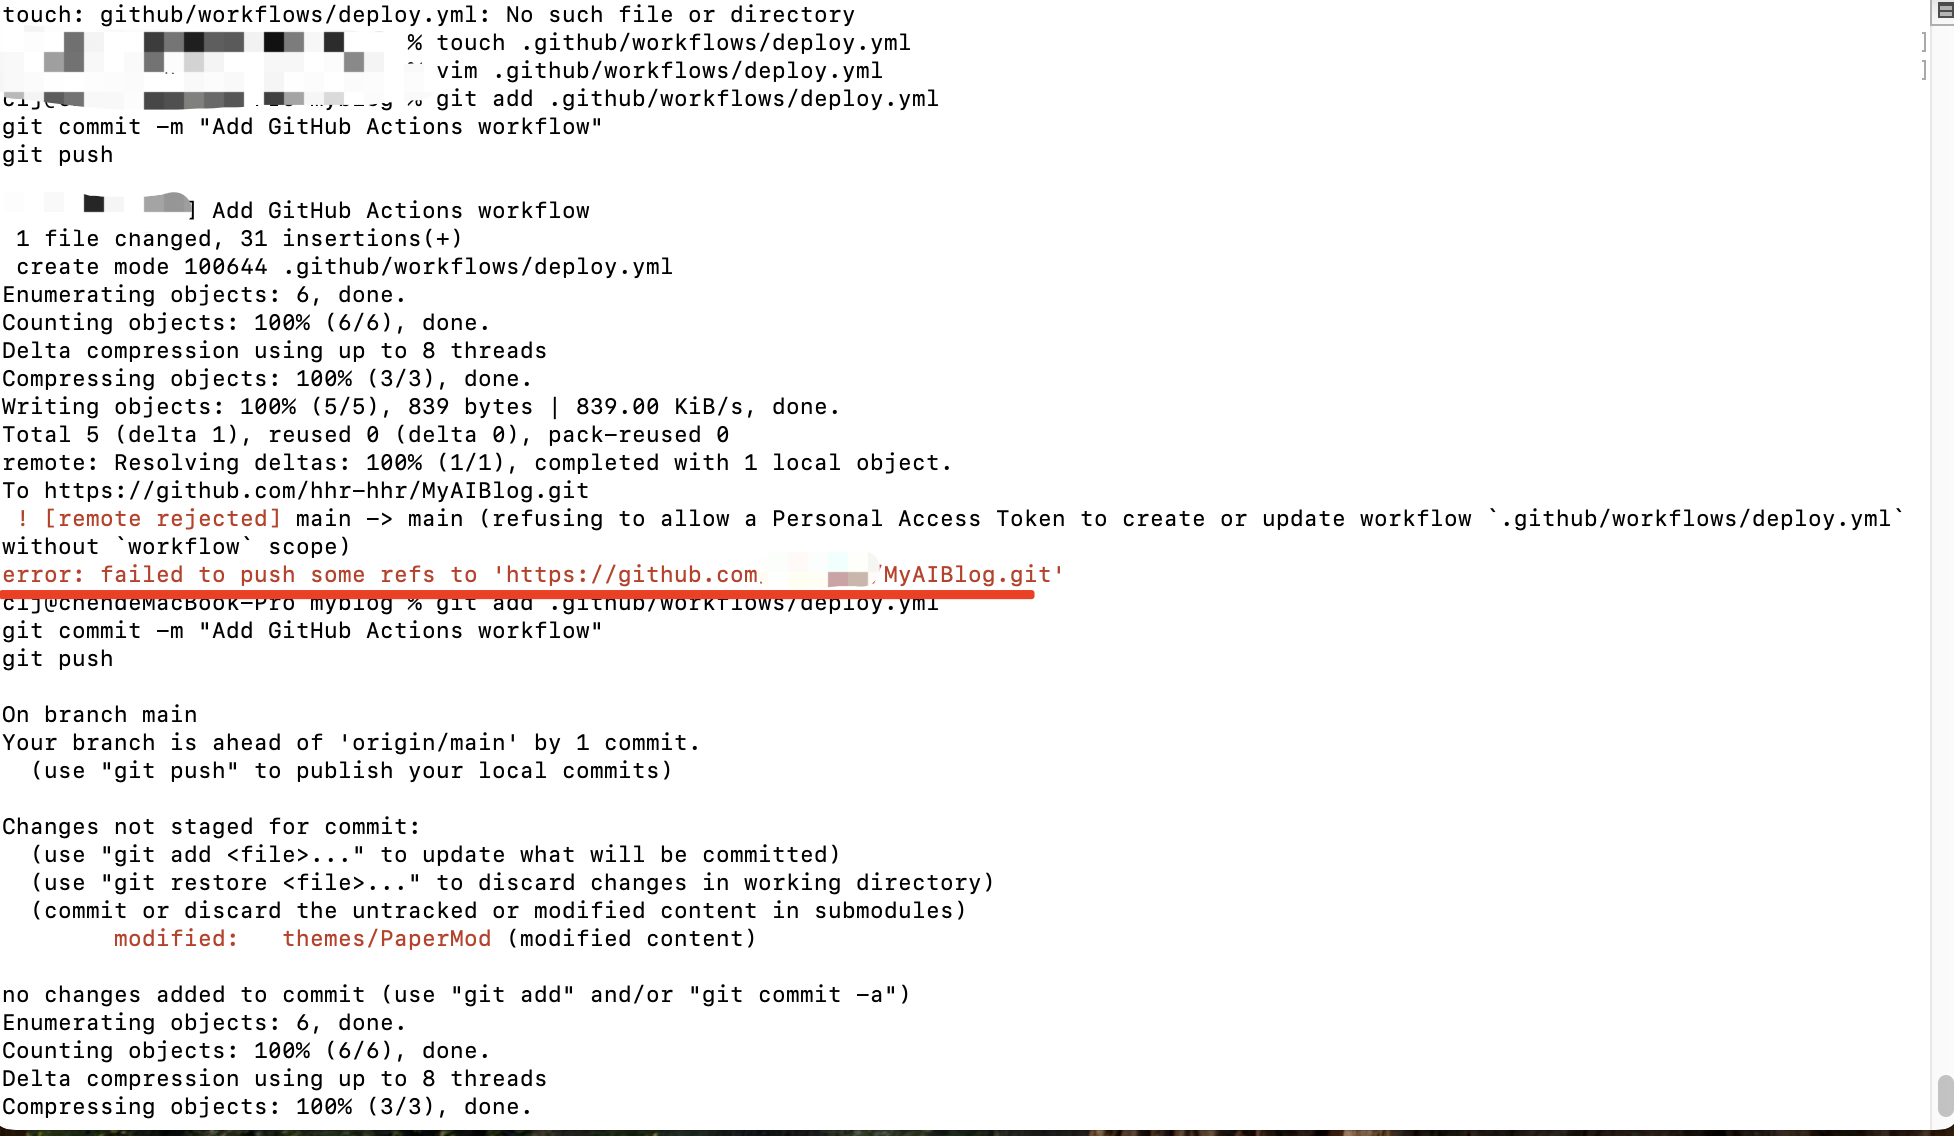 touch: github/workflows/deploy.yml: No such file or directory
% touch .github/workflows/deploy.yml
vim .github/workflows/deploy.yml
myblog % git add .github/workflows/deploy.yml
git commit -m "Add GitHub Actions workflow"
git push
] Add GitHub Actions workflow
1 file changed, 31 insertions(+)
create mode 100644 .github/workflows/deploy.yml
Enumerating objects: 6, done.
Counting objects: 100% (6/6), done.
Delta compression using up to 8 threads
Compressing objects: 100% (3/3), done.
Writing objects: 100% (5/5), 839 bytes | 839.00 KiB/s, done.
Total 5 (delta 1), reused 0 (delta 0), pack-reused 0
remote: Resolving deltas: 100% (1/1), completed with 1 local object.
To https://github.com/hhr-hhr/MyAIBlog.git
! [remote rejected] main -> main (refusing to allow a Personal Access Token to create or update workflow `.github/workflows/deploy.yml`
without `workflow` scope)
error: failed to push some refs to 'https://github.com/ /MyAIBlog.git'
clj@chendeMacBook-Pro myblog % git add .github/workflows/deploy.yml
git commit -m "Add GitHub Actions workflow"
git push
On branch main
Your branch is ahead of 'origin/main' by 1 commit.
(use "git push" to publish your local commits)
Changes not staged for commit:
(use "git add <file>..." to update what will be committed)
(use "git restore <file>..." to discard changes in working directory)
(commit or discard the untracked or modified content in submodules)
modified: themes/PaperMod (modified content)
no changes added to commit (use "git add" and/or "git commit -a")
Enumerating objects: 6, done.
Counting objects: 100% (6/6), done.
Delta compression using up to 8 threads
Compressing objects: 100% (3/3), done.